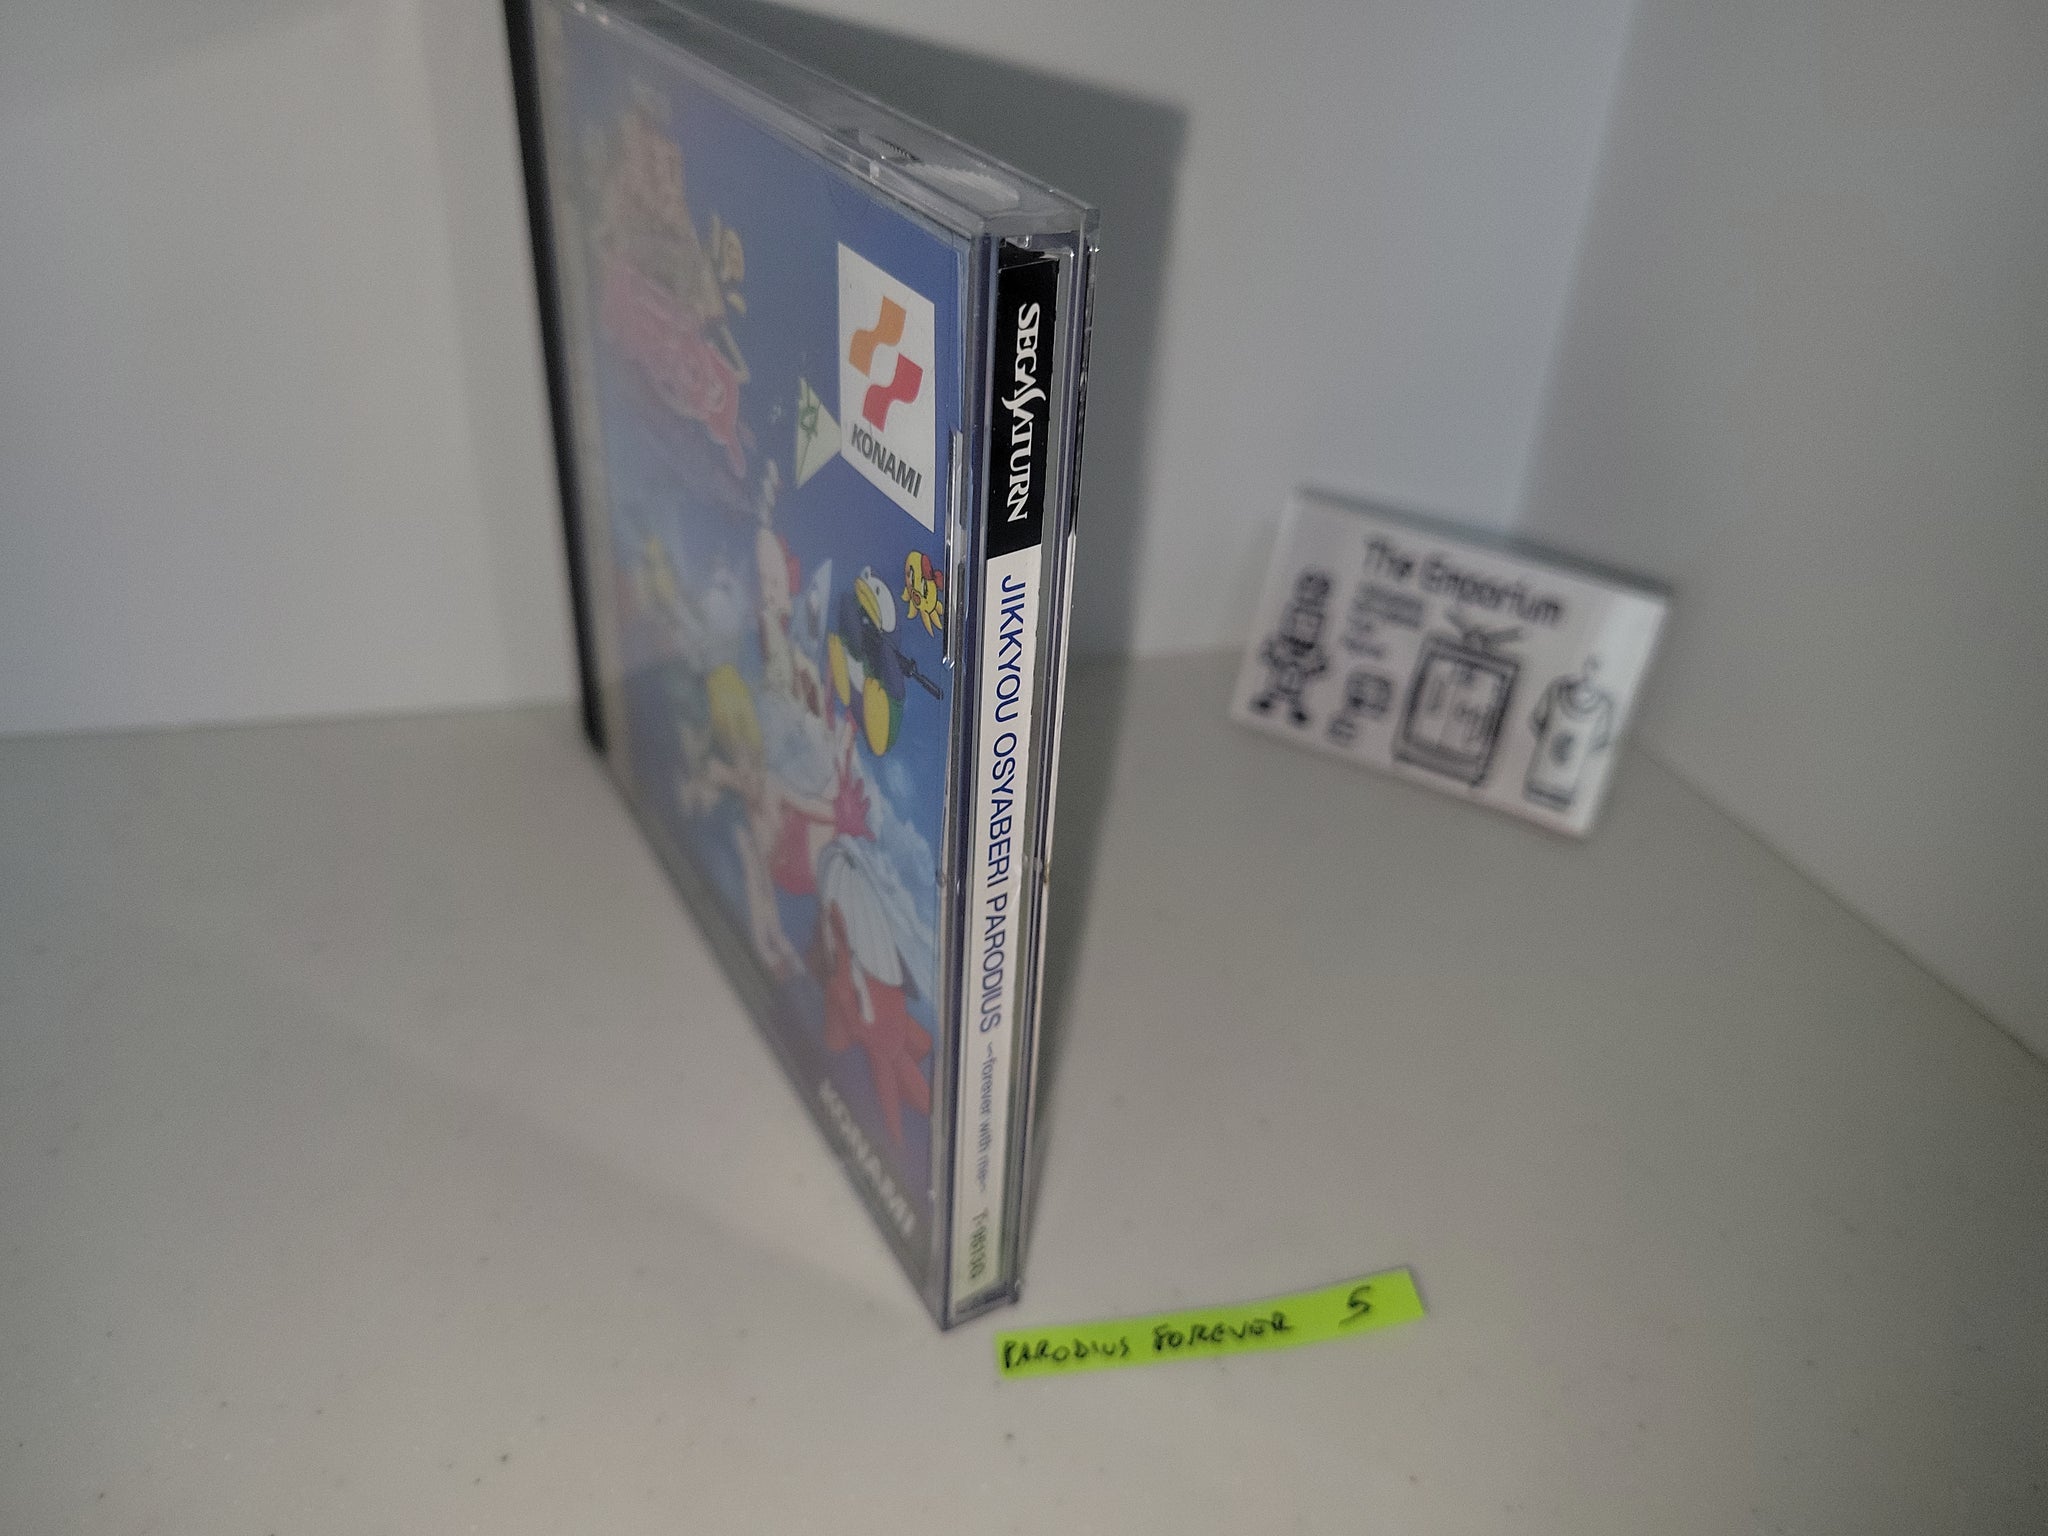 KONAMI
SEGA SATURN
JIKKYOU OSYABERI PARODIUS ~forever with me~
KONAMI
The Emporium
PARODIUS FOREVER 5